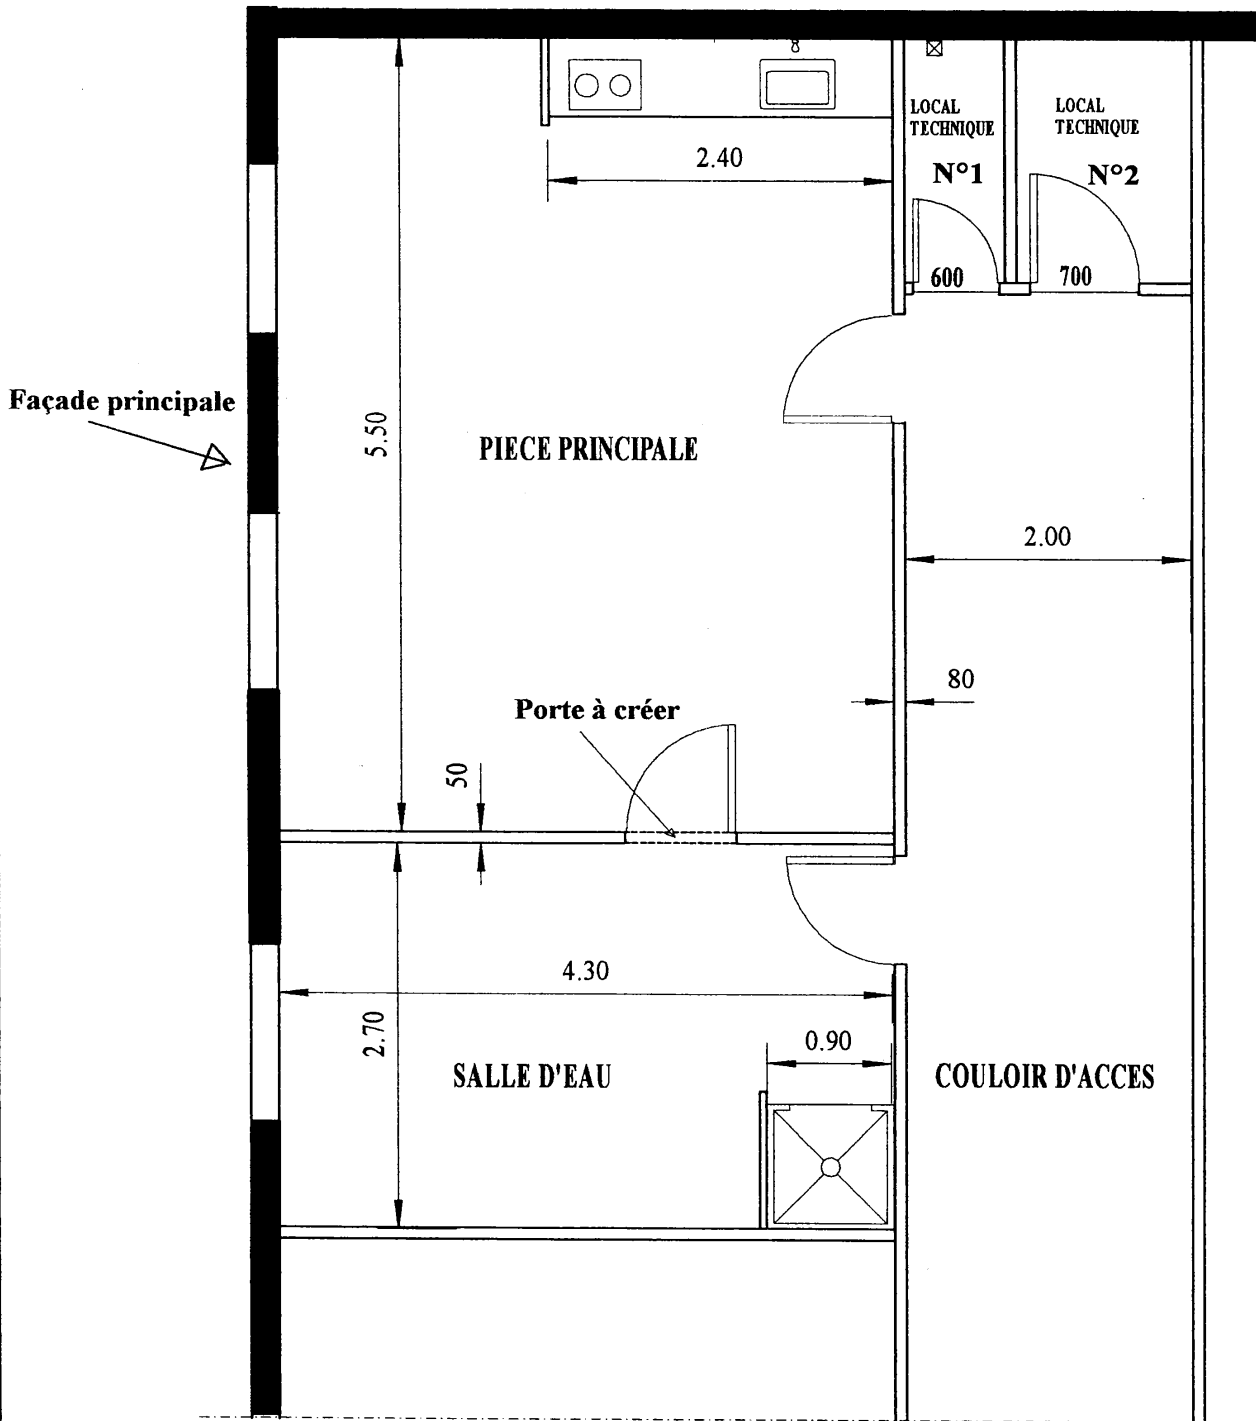 LOCAL
TECHNIQUE
N°1
LOCAL
TECHNIQUE
N°2
2.40
600
700
Façade principale
5.50
PIECE PRINCIPALE
2.00
80
Porte à créer
50
4.30
2.70
0.90
SALLE D'EAU
COULOIR D'ACCES